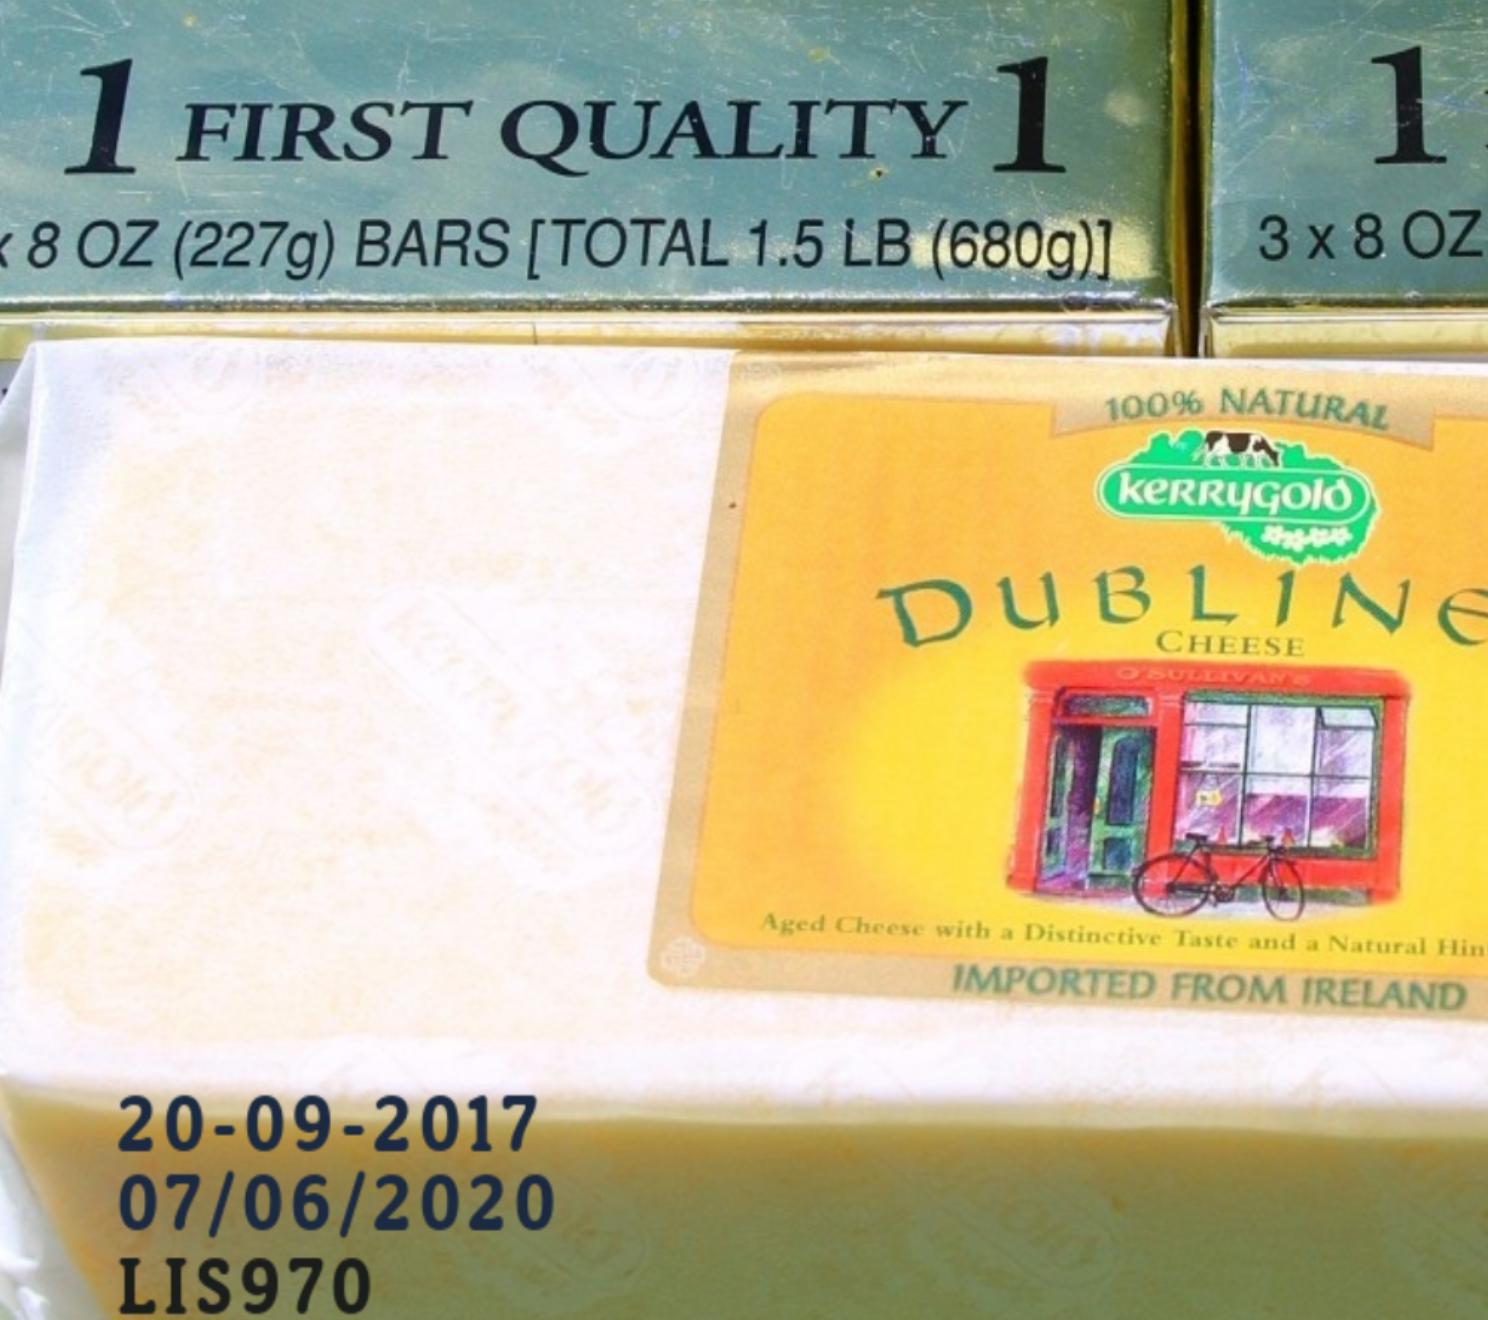 1 FIRST QUALITY 1
x 8 OZ (227g) BARS [TOTAL 1.5 LB (680g)]
1
3 x 8 OZ
100% NATURAL
kerrygold
DUBLINE
CHEESE
O'SULLIVAN'S
Aged Cheese with a Distinctive Taste and a Natural Hin
IMPORTED FROM IRELAND
20-09-2017
07/06/2020
LIS970